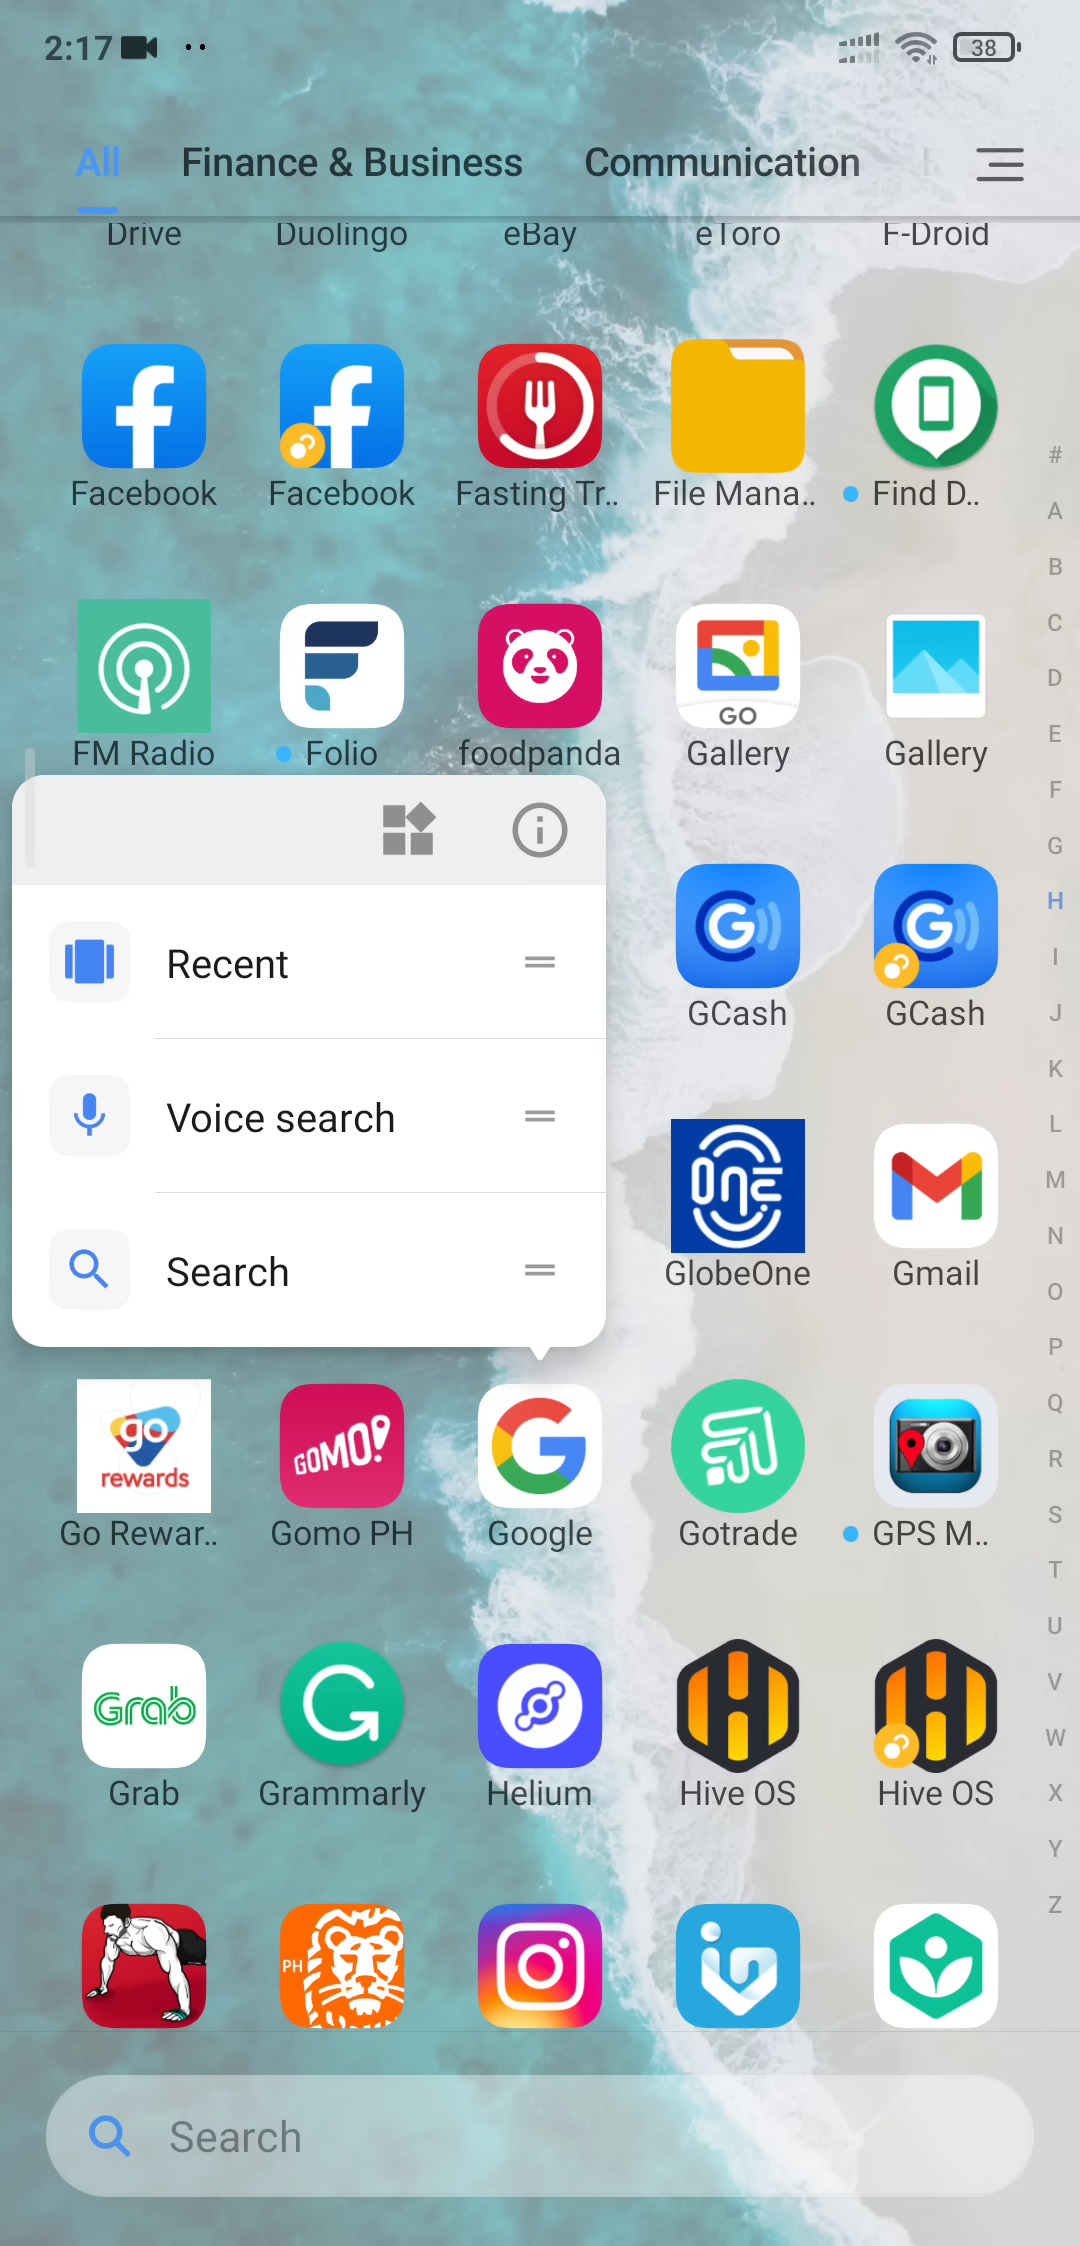 2:17 38
All Finance & Business Communication
Drive Duolingo eBay eToro F-Droid
Facebook Facebook Fasting Tr.. File Mana.. Find D..
GO
FM Radio Folio foodpanda Gallery Gallery
Recent
GCash GCash
Voice search
one
GlobeOne Gmail
Search
go
rewards
GOMO!
Go Rewar.. Gomo PH Google Gotrade GPS M..
Grab
Grab Grammarly Helium Hive OS Hive OS
PH
in
Search
#
A
B
C
D
E
F
G
H
I
J
K
L
M
N
O
P
Q
R
S
T
U
V
W
X
Y
Z